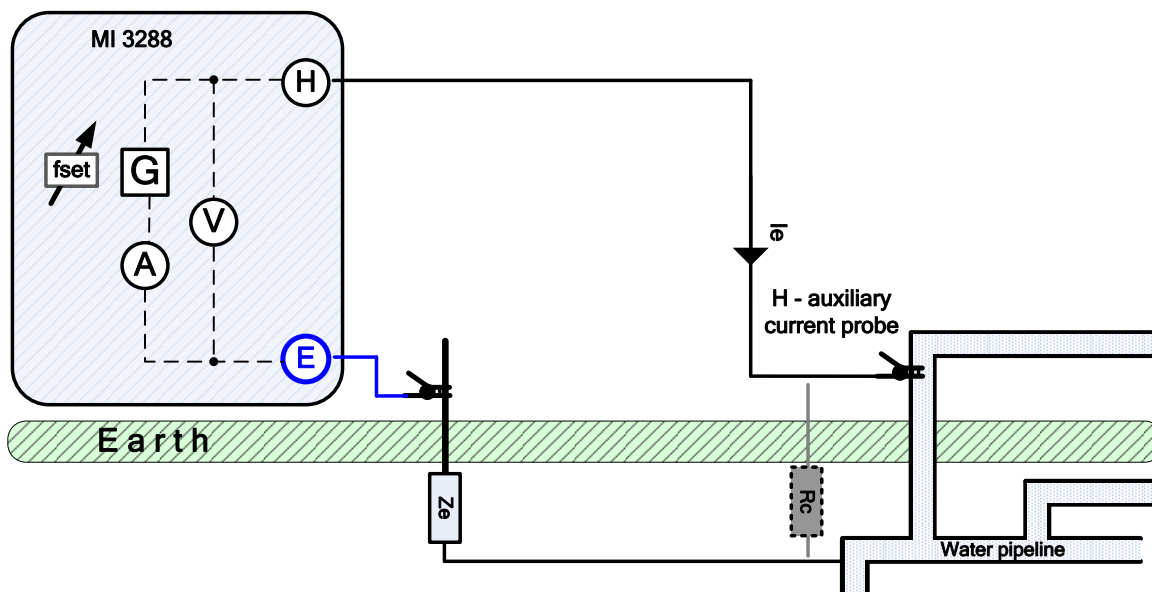 MI 3288
H
fset
G
V
A
Ie
H - auxiliary
current probe
E
Earth
Ze
Rc
Water pipeline